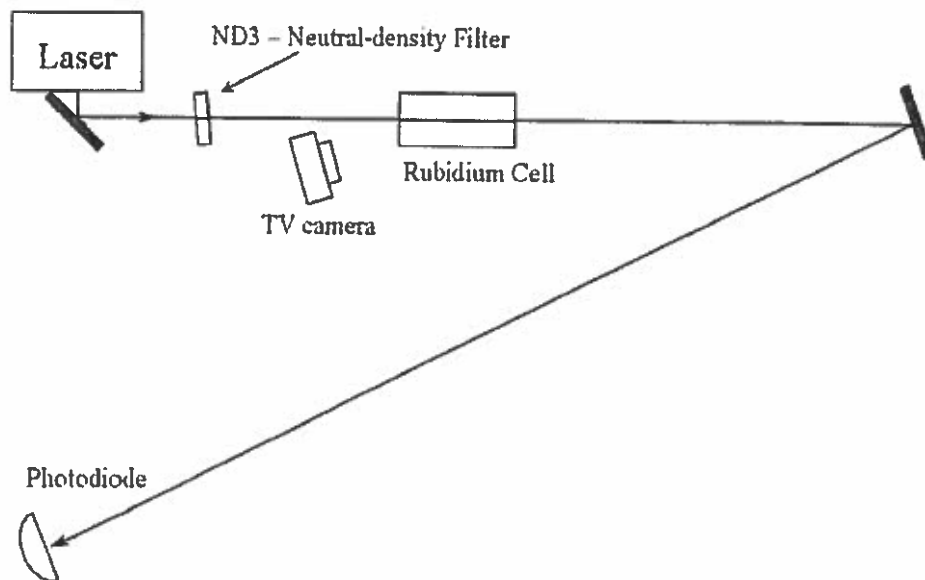 ND3 – Neutral-density Filter
Laser
Rubidium Cell
TV camera
Photodiode